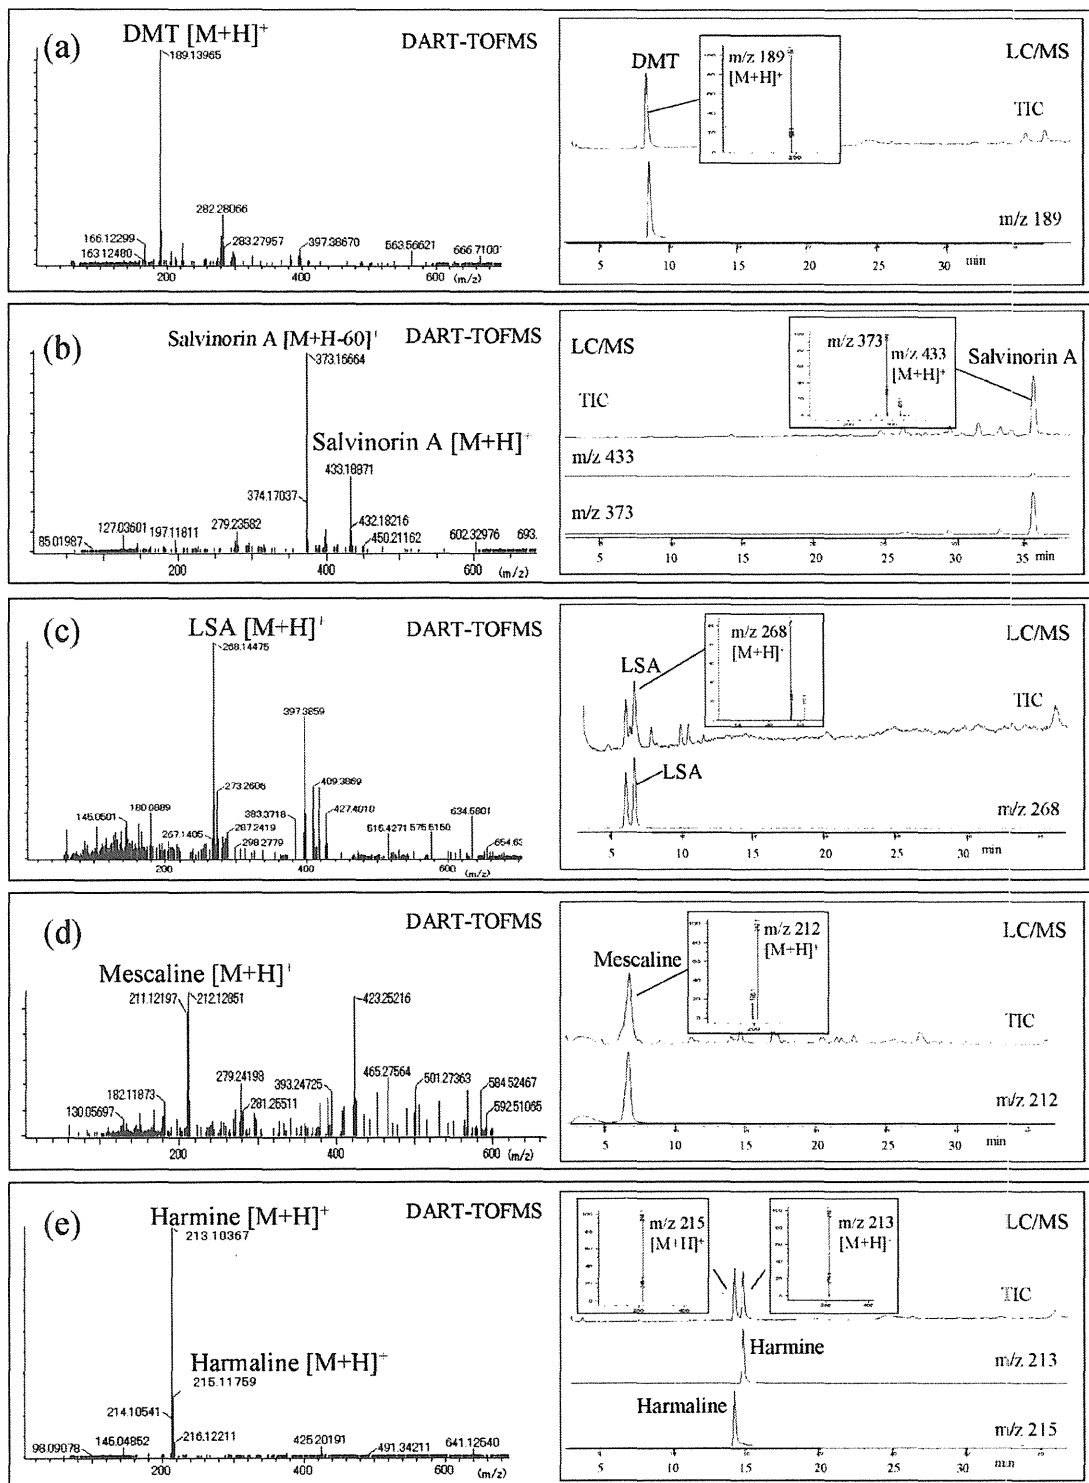 (a)
DMT [M+H]+
DART-TOFMS
189.13965
282.28066
166.12299
163.12480
283.27957
397.38670
563.56621
200
400
600
(m/z)
DMT
m/z 189
[M+H]+
LC/MS
TIC
m/z 189
5
10
15
20
25
30
min
(b)
Salvinorin A [M+H-60]+
DART-TOFMS
373.16664
Salvinorin A [M+H]+
433.18871
374.17037
432.18216
279.23582
127.03601
197.11811
85.01987
450.21162
602.32976
693.
200
400
600
(m/z)
LC/MS
m/z 373
m/z 433
[M+H]+
Salvinorin A
TIC
m/z 433
m/z 373
5
10
15
20
25
30
35
min
(c)
LSA [M+H]+
DART-TOFMS
268.14475
397.3859
273.2606
409.3869
145.0501
180.0889
383.3718
427.4010
634.5801
267.1405
287.2419
298.2779
515.4271
575.5150
654.63
200
400
600
(m/z)
m/z 268
[M+H]+
LC/MS
LSA
TIC
LSA
m/z 268
5
10
15
20
25
30
min
(d)
DART-TOFMS
Mescaline [M+H]+
211.12197
212.12851
423.25216
279.24198
393.24725
465.27564
501.27363
584.52467
182.11873
281.25511
592.51065
130.05697
200
400
600
(m/z)
m/z 212
[M+H]+
LC/MS
Mescaline
TIC
m/z 212
5
10
15
20
25
30
min
(e)
Harmine [M+H]+
DART-TOFMS
213.10367
Harmaline [M+H]+
215.11759
214.10541
216.12211
98.09078
145.04852
425.20191
491.34211
641.12540
200
400
600
(m/z)
m/z 215
[M+H]+
m/z 213
[M+H]+
LC/MS
TIC
Harmine
m/z 213
Harmaline
m/z 215
5
10
15
20
25
30
min